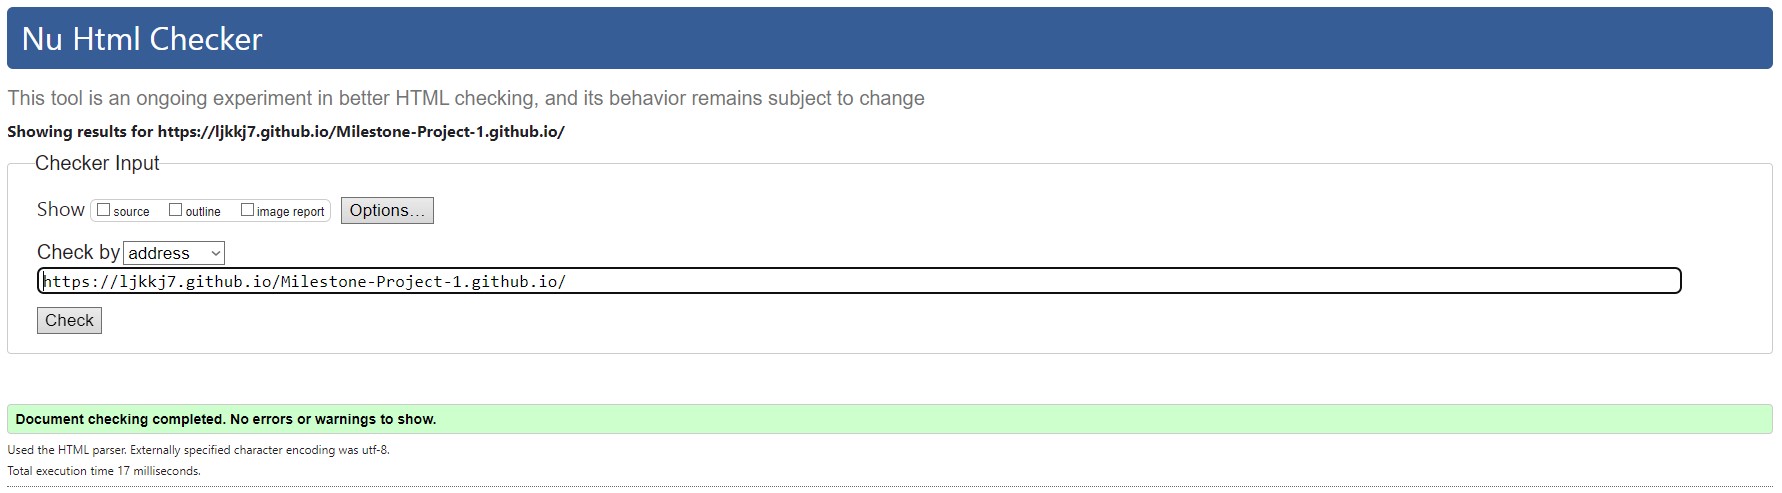 Nu Html Checker
This tool is an ongoing experiment in better HTML checking, and its behavior remains subject to change
Showing results for https://ljkkj7.github.io/Milestone-Project-1.github.io/
Checker Input
Show source outline image report Options...
Check by address
https://ljkkj7.github.io/Milestone-Project-1.github.io/
Check
Document checking completed. No errors or warnings to show.
Used the HTML parser. Externally specified character encoding was utf-8.
Total execution time 17 milliseconds.